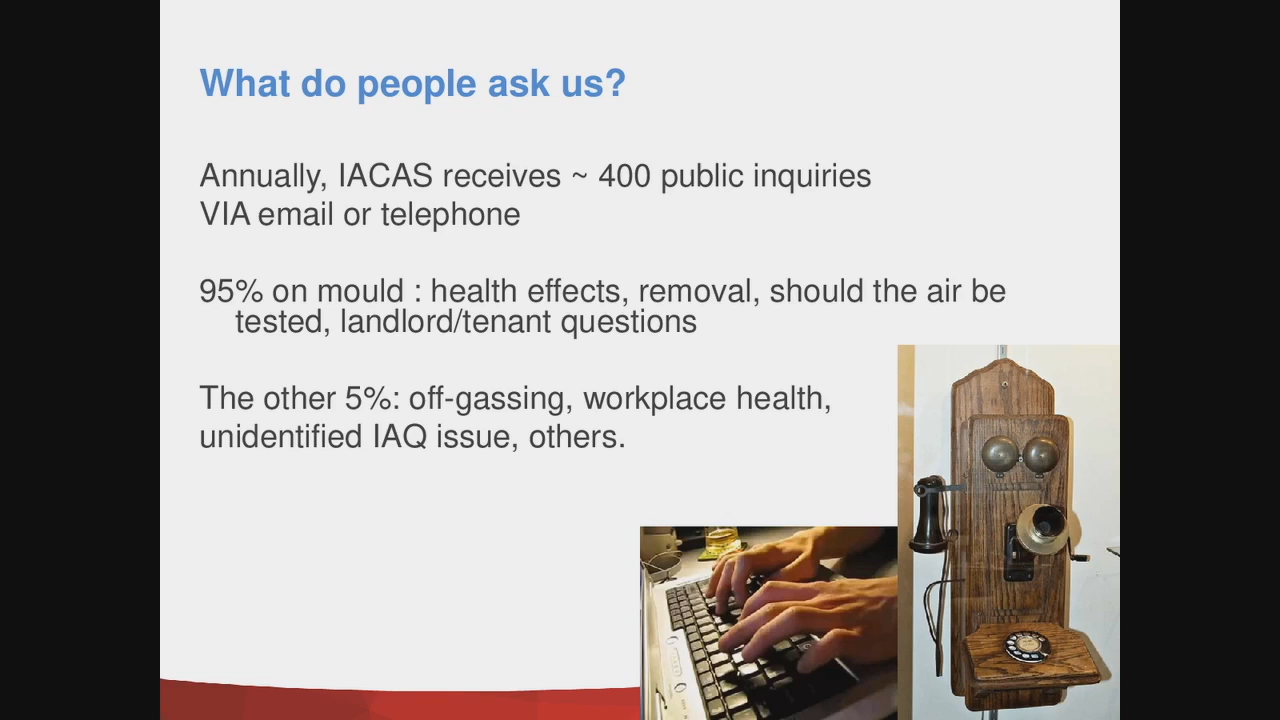 What do people ask us?
Annually, IACAS receives ~ 400 public inquiries
VIA email or telephone
95% on mould : health effects, removal, should the air be
tested, landlord/tenant questions
The other 5%: off-gassing, workplace health,
unidentified IAQ issue, others.